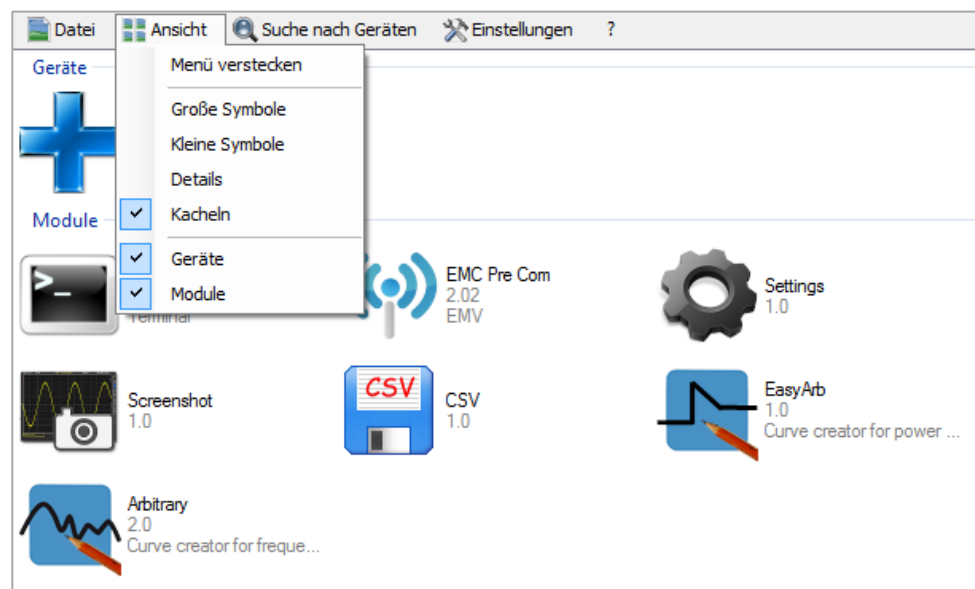 Datei Ansicht Suche nach Geräten Einstellungen ?
Geräte
Menü verstecken
Große Symbole
Kleine Symbole
Details
Kacheln
Geräte
Module
Module
>_
Terminal
EMC Pre Com
2.02
EMV
Settings
1.0
Screenshot
1.0
CSV
CSV
1.0
EasyArb
1.0
Curve creator for power ...
Arbitrary
2.0
Curve creator for freque...